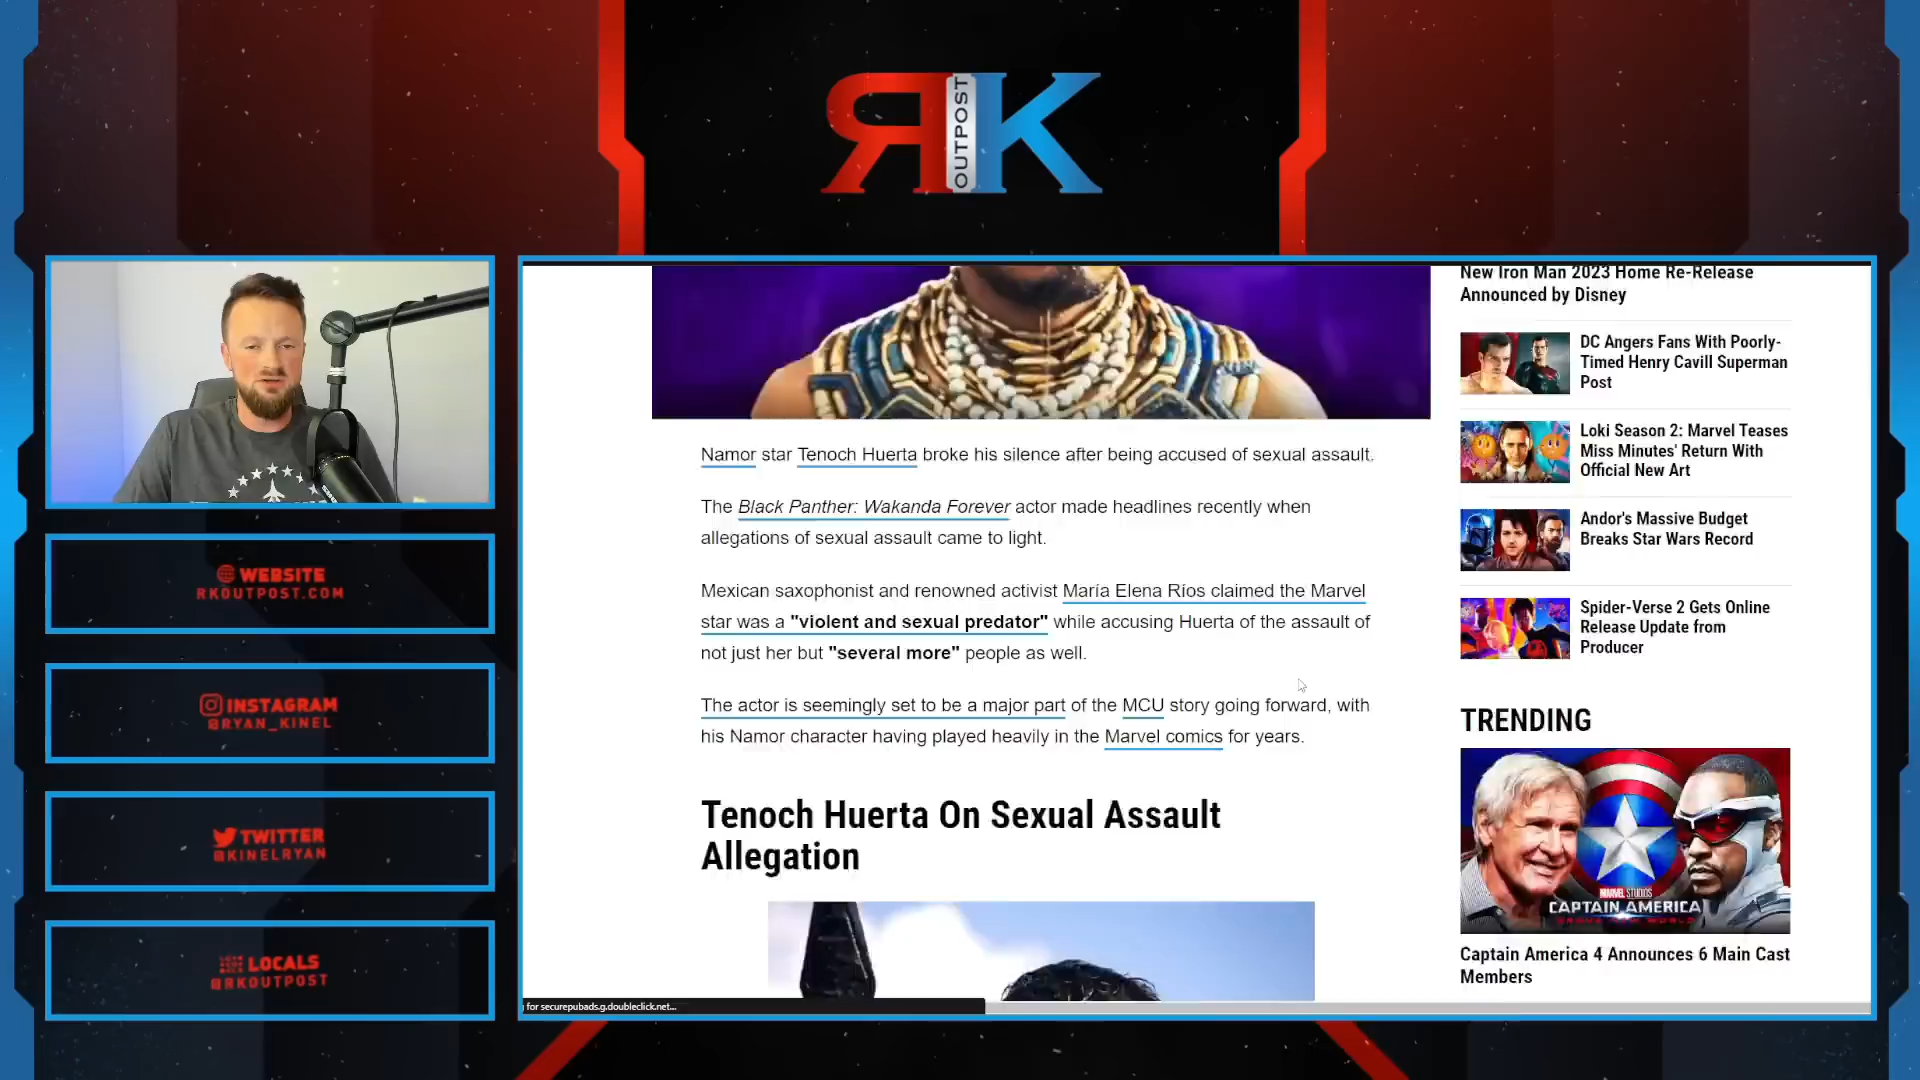 RK
OUTPOST
WEBSITE
RKOUTPOST.COM
INSTAGRAM
@RYAN_KINEL
TWITTER
@KINELRYAN
LOCALS
@RKOUTPOST
Namor star Tenoch Huerta broke his silence after being accused of sexual assault.
The Black Panther: Wakanda Forever actor made headlines recently when
allegations of sexual assault came to light.
Mexican saxophonist and renowned activist María Elena Ríos claimed the Marvel
star was a "violent and sexual predator" while accusing Huerta of the assault of
not just her but "several more" people as well.
The actor is seemingly set to be a major part of the MCU story going forward, with
his Namor character having played heavily in the Marvel comics for years.
Tenoch Huerta On Sexual Assault
Allegation
for securepubads.g.doubleclick.net...
New Iron Man 2023 Home Re-Release
Announced by Disney
DC Angers Fans With Poorly-
Timed Henry Cavill Superman
Post
Loki Season 2: Marvel Teases
Miss Minutes' Return With
Official New Art
Andor's Massive Budget
Breaks Star Wars Record
Spider-Verse 2 Gets Online
Release Update from
Producer
TRENDING
MARVEL STUDIOS
CAPTAIN AMERICA
Captain America 4 Announces 6 Main Cast
Members